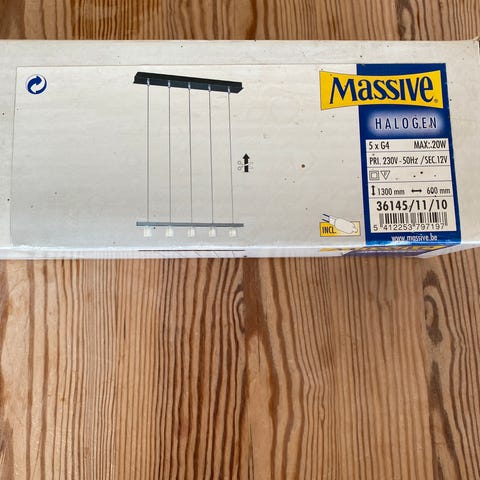 MASSIVE®
HALOGEN
5 x G4 MAX.:20W
PRI. 230V - 50Hz /SEC.12V
1300 mm 600 mm
36145/11/10
5 412253 797197
www.massive.be
INCL.